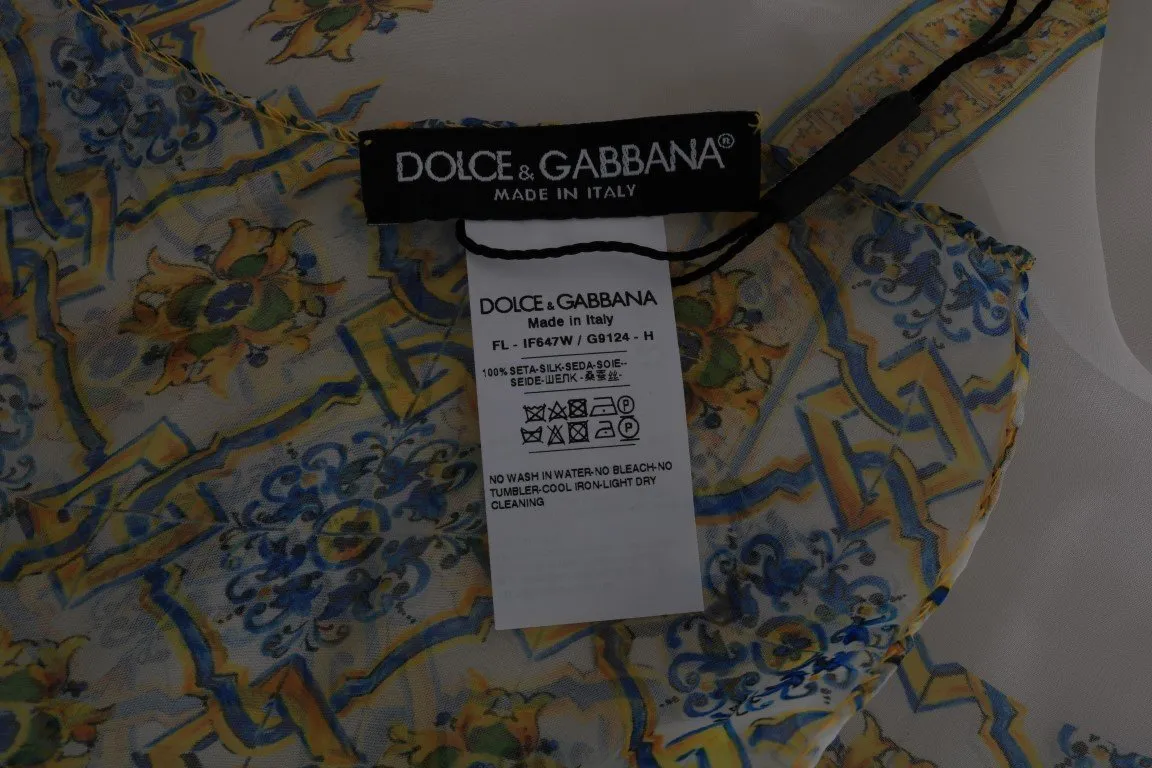 DOLCE & GABBANA®
MADE IN ITALY
DOLCE & GABBANA
Made in Italy
FL - IF647W / G9124 - H
100% SETA-SILK-SEDA-SOIE--
SEIDE-ШЕЛК - 桑蚕丝-
P
P
NO WASH IN WATER-NO BLEACH-NO
TUMBLER-COOL IRON-LIGHT DRY
CLEANING